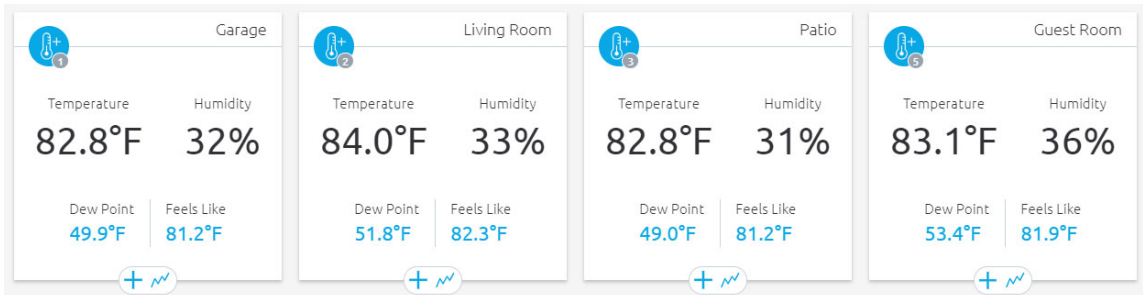 Garage
1
Temperature Humidity
82.8°F 32%
Dew Point Feels Like
49.9°F 81.2°F
Living Room
2
Temperature Humidity
84.0°F 33%
Dew Point Feels Like
51.8°F 82.3°F
Patio
3
Temperature Humidity
82.8°F 31%
Dew Point Feels Like
49.0°F 81.2°F
Guest Room
5
Temperature Humidity
83.1°F 36%
Dew Point Feels Like
53.4°F 81.9°F